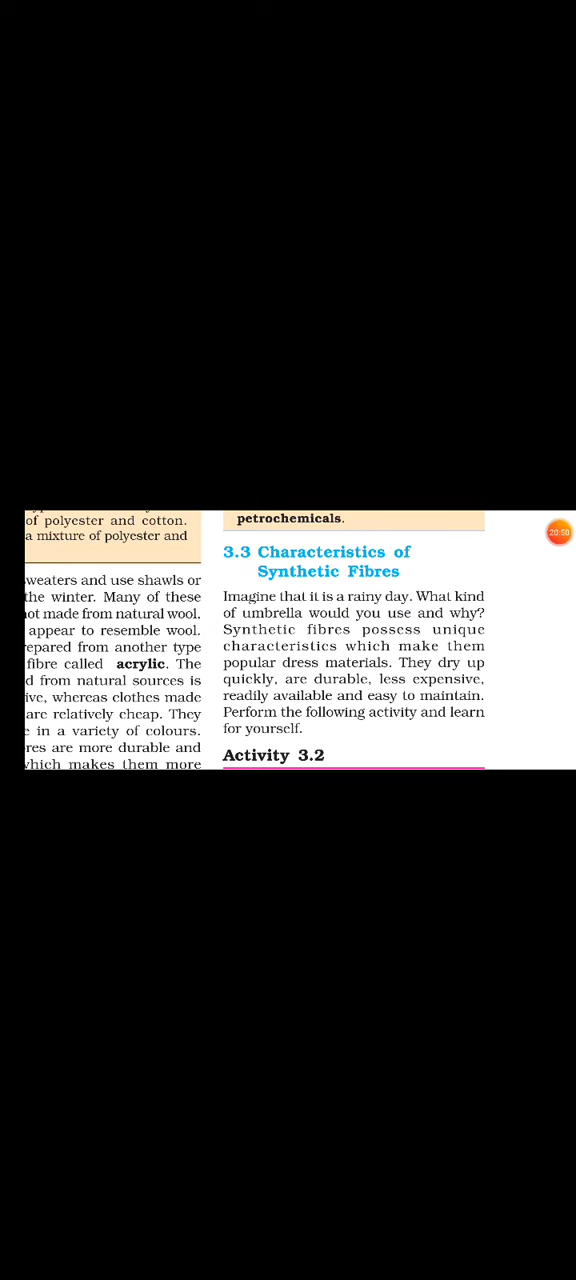 of polyester and cotton.
a mixture of polyester and
sweaters and use shawls or
the winter. Many of these
not made from natural wool.
appear to resemble wool.
repared from another type
fibre called acrylic. The
d from natural sources is
ive, whereas clothes made
are relatively cheap. They
e in a variety of colours.
res are more durable and
which makes them more
petrochemicals.
3.3 Characteristics of
Synthetic Fibres
Imagine that it is a rainy day. What kind
of umbrella would you use and why?
Synthetic fibres possess unique
characteristics which make them
popular dress materials. They dry up
quickly, are durable, less expensive,
readily available and easy to maintain.
Perform the following activity and learn
for yourself.
Activity 3.2
20:50